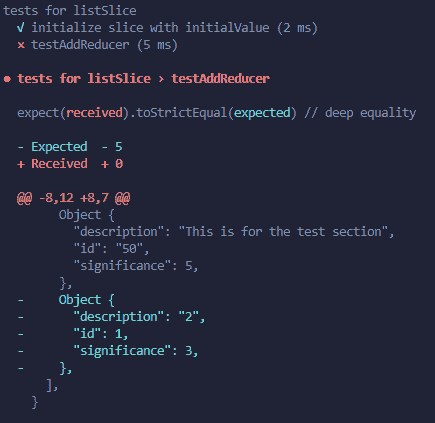 tests for listSlice
√ initialize slice with initialValue (2 ms)
× testAddReducer (5 ms)
● tests for listSlice › testAddReducer
expect(received).toStrictEqual(expected) // deep equality
- Expected  - 5
+ Received  + 0
@@ -8,12 +8,7 @@
      Object {
        "description": "This is for the test section",
        "id": "50",
        "significance": 5,
      },
-     Object {
-       "description": "2",
-       "id": 1,
-       "significance": 3,
-     },
    ],
  }